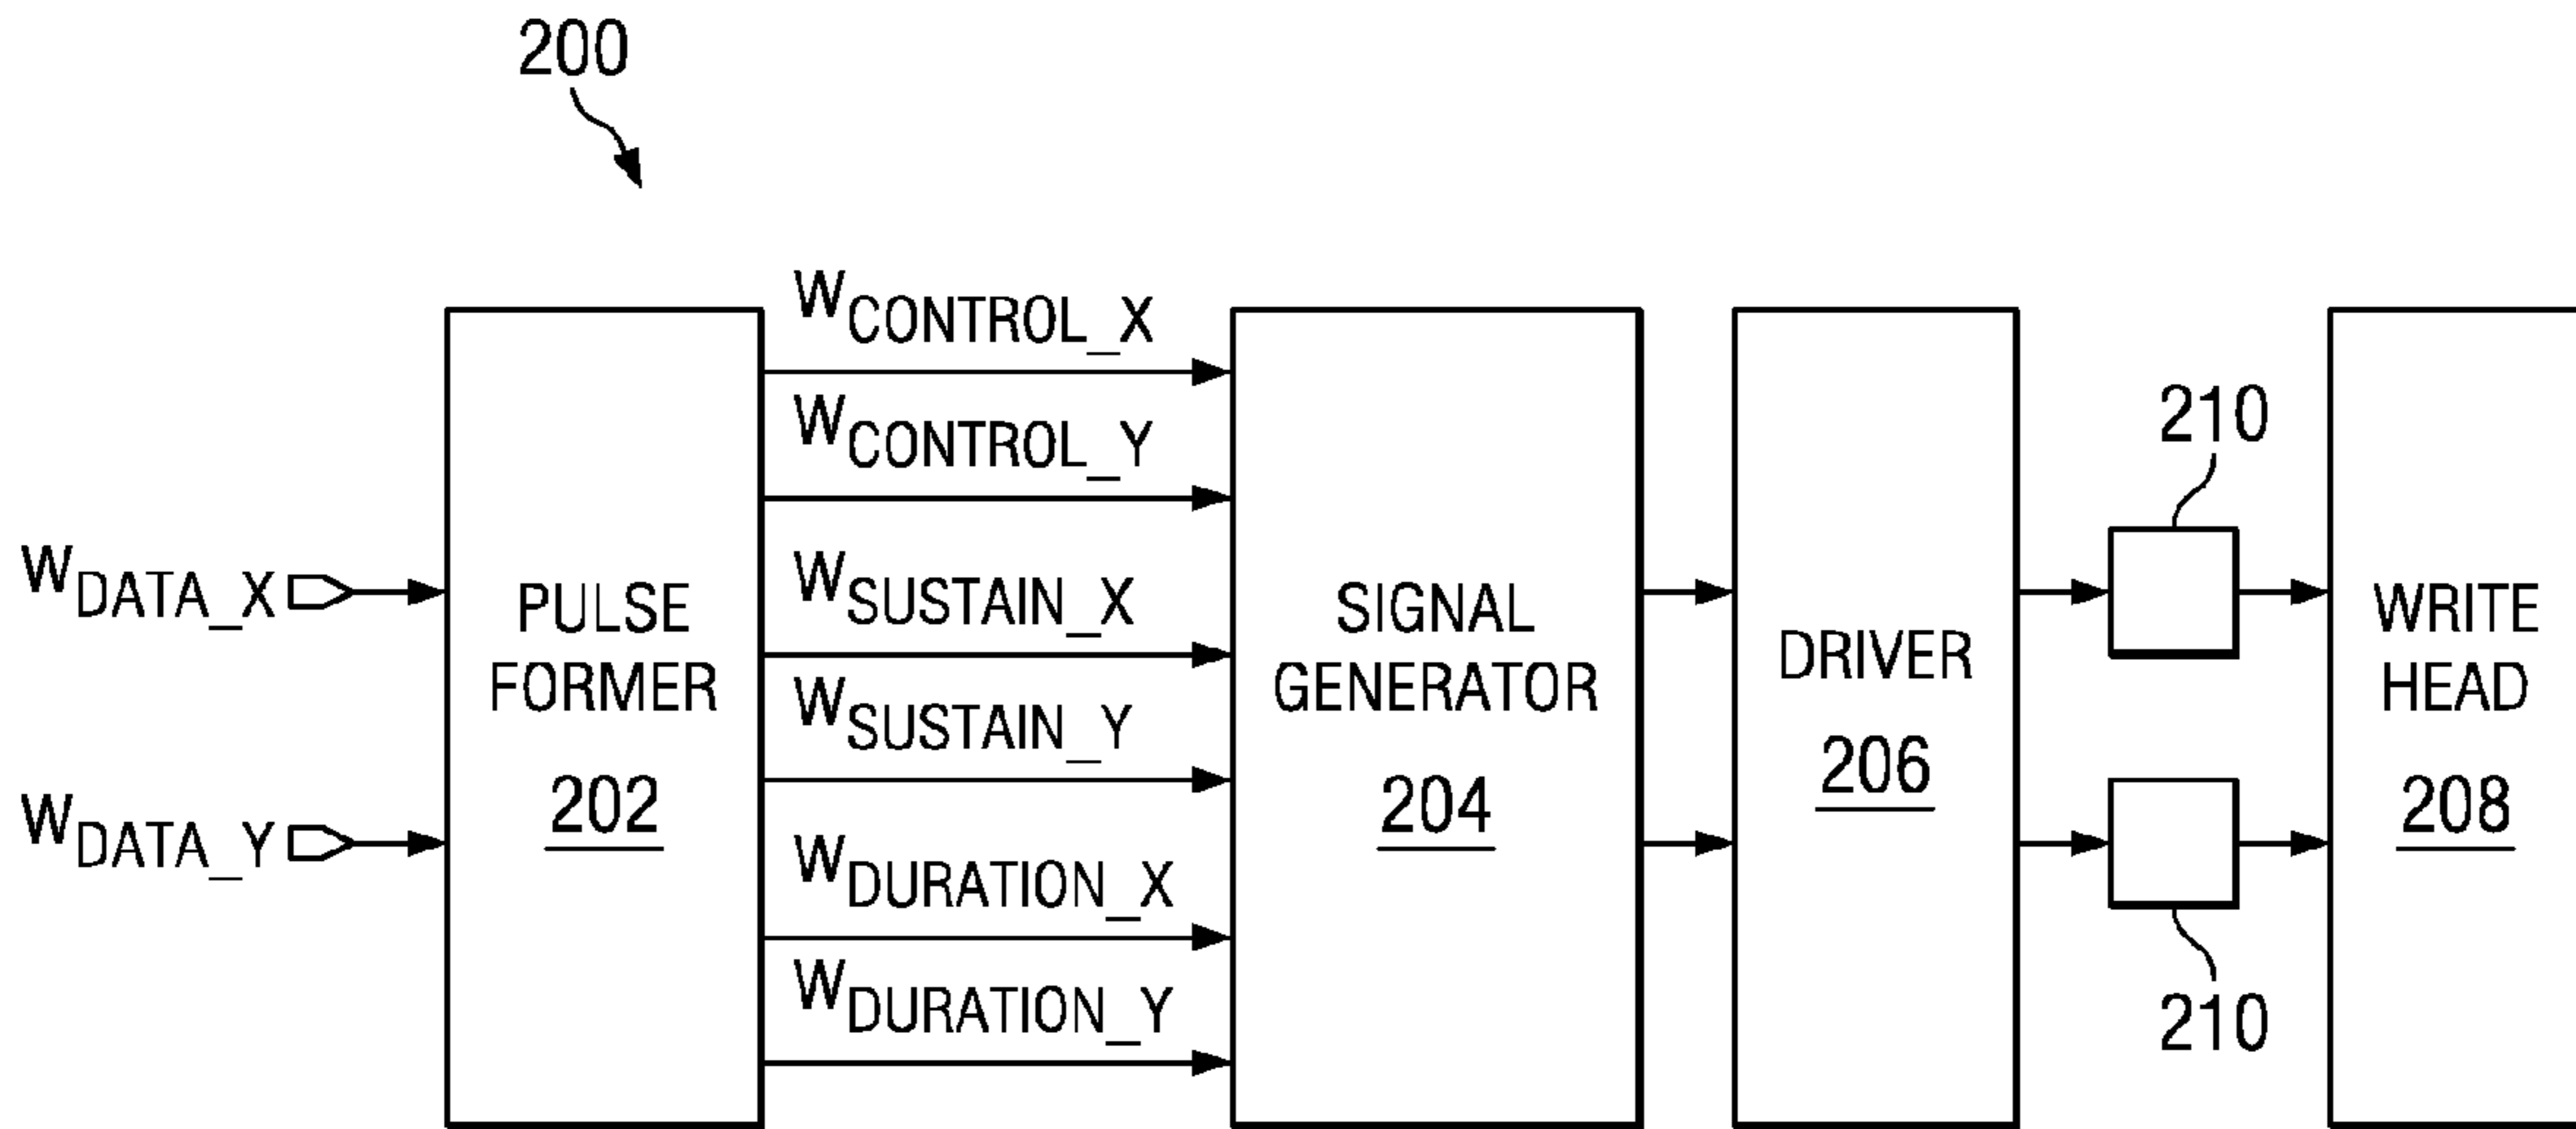 200
W_DATA_X
W_DATA_Y
PULSE
FORMER
202
W_CONTROL_X
W_CONTROL_Y
W_SUSTAIN_X
W_SUSTAIN_Y
W_DURATION_X
W_DURATION_Y
SIGNAL
GENERATOR
204
DRIVER
206
210
210
WRITE
HEAD
208